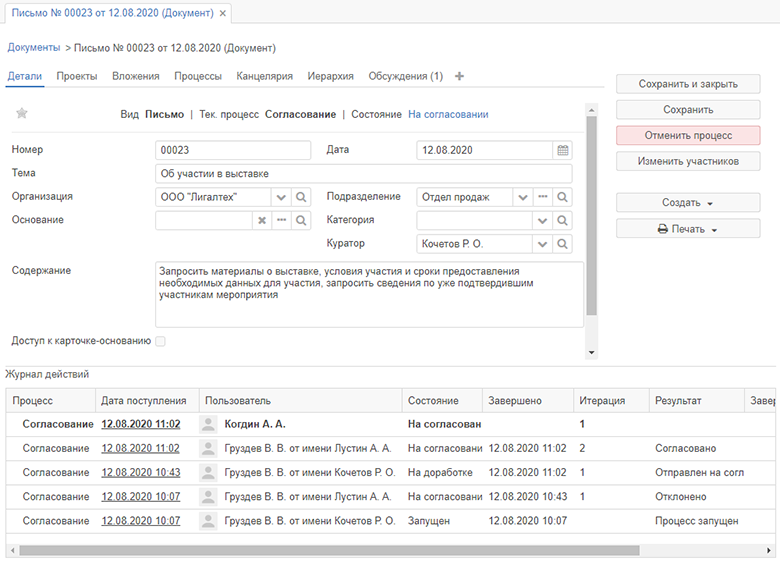 Письмо № 00023 от 12.08.2020 (Документ) ×
Документы > Письмо № 00023 от 12.08.2020 (Документ)
Детали Проекты Вложения Процессы Канцелярия Иерархия Обсуждения (1)
Сохранить и закрыть
Вид Письмо | Тек. процесс Согласование | Состояние На согласовании
Сохранить
Отменить процесс
Номер 00023 Дата 12.08.2020
Изменить участников
Тема Об участии в выставке
Организация ООО "Лигалтех" Подразделение Отдел продаж
Создать
Основание Категория
Печать
Куратор Кочетов Р. О.
Содержание Запросить материалы о выставке, условия участия и сроки предоставления
необходимых данных для участия, запросить сведения по уже подтвердившим
участникам мероприятия
Доступ к карточке-основанию
Журнал действий
Процесс Дата поступления Пользователь Состояние Завершено Итерация Результат Завер
Согласование 12.08.2020 11:02 Когдин А. А. На согласован 1
Согласование 12.08.2020 11:02 Груздев В. В. от имени Лустин А. А. На согласовани 12.08.2020 11:02 2 Согласовано
Согласование 12.08.2020 10:43 Груздев В. В. от имени Кочетов Р. О. На доработке 12.08.2020 11:02 1 Отправлен на согл
Согласование 12.08.2020 10:07 Груздев В. В. от имени Лустин А. А. На согласовани 12.08.2020 10:43 1 Отклонено
Согласование 12.08.2020 10:07 Груздев В. В. от имени Кочетов Р. О. Запущен 12.08.2020 10:07 Процесс запущен